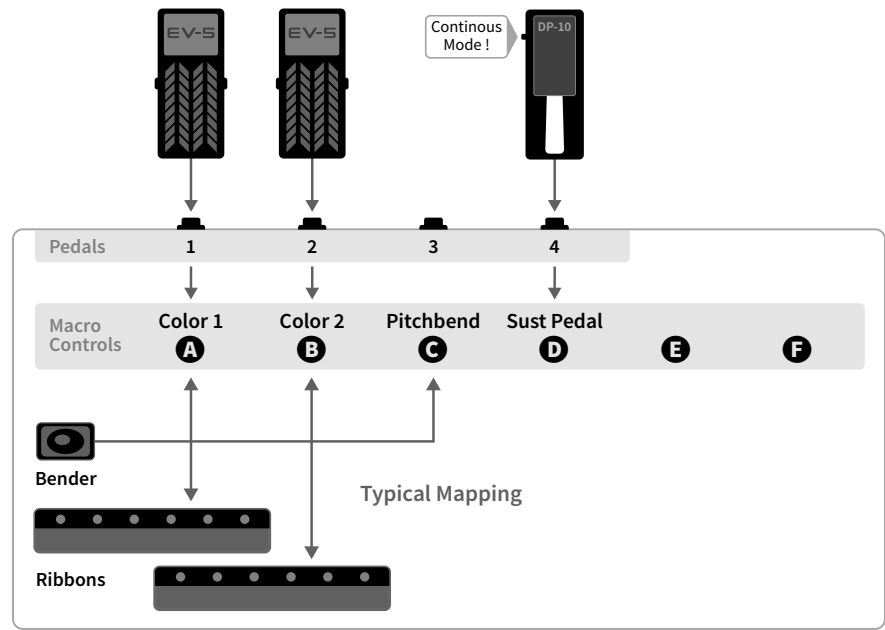 EV-5
EV-5
Continous
Mode !
DP-10
Pedals 1 2 3 4
Macro
Controls
Color 1 Color 2 Pitchbend Sust Pedal
A B C D E F
Bender
Typical Mapping
Ribbons